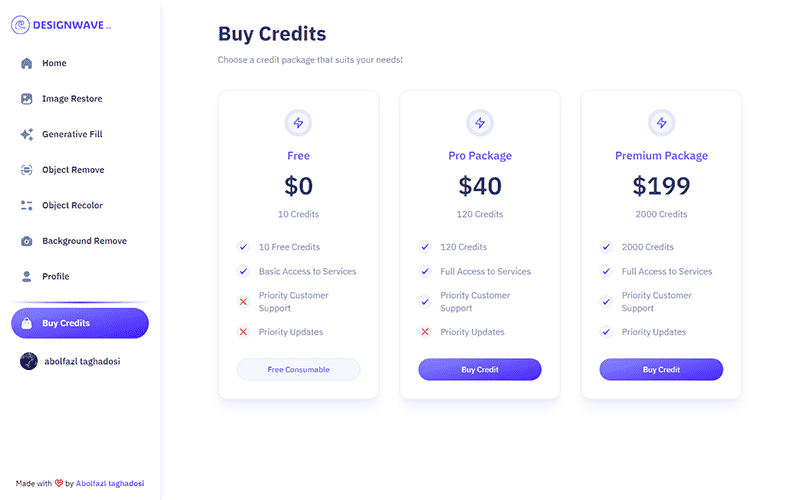 DESIGNWAVE
Home
Image Restore
Generative Fill
Object Remove
Object Recolor
Background Remove
Profile
Buy Credits
abolfazl taghadosi
Made with by Abolfazl taghadosi
Buy Credits
Choose a credit package that suits your needs!
Free
$0
10 Credits
10 Free Credits
Basic Access to Services
Priority Customer
Support
Priority Updates
Free Consumable
Pro Package
$40
120 Credits
120 Credits
Full Access to Services
Priority Customer
Support
Priority Updates
Buy Credit
Premium Package
$199
2000 Credits
2000 Credits
Full Access to Services
Priority Customer
Support
Priority Updates
Buy Credit